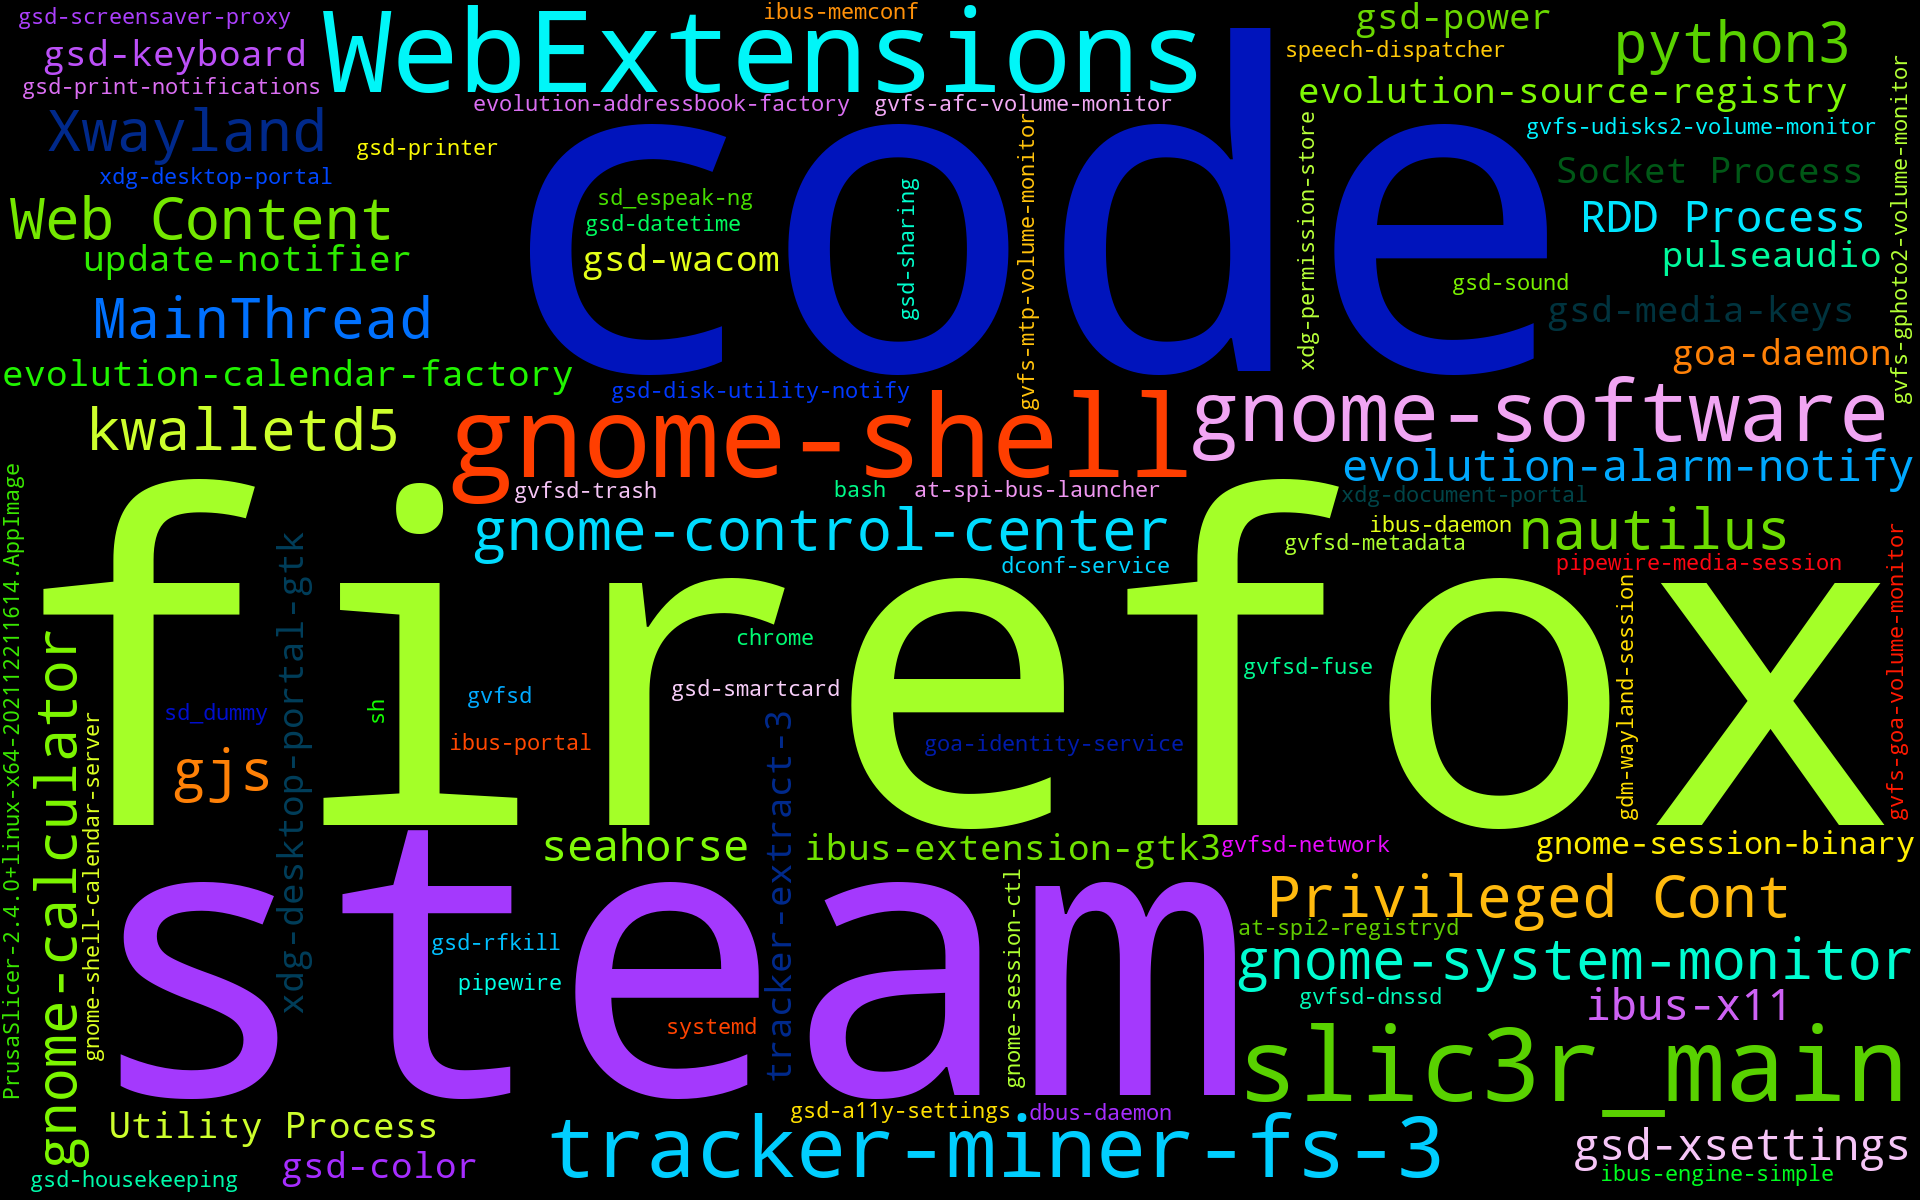 gsd-screensaver-proxy
ibus-memconf
gsd-power
WebExtensions
python3
gsd-keyboard
speech-dispatcher
gsd-print-notifications
evolution-source-registry
evolution-addressbook-factory
gvfs-afc-volume-monitor
Xwayland
code
gvfs-udisks2-volume-monitor
gsd-printer
xdg-desktop-portal
Socket Process
sd_espeak-ng
Web Content
gsd-datetime
RDD Process
gsd-sharing
gvfs-mtp-volume-monitor
xdg-permission-store
gvfs-gphoto2-volume-monitor
update-notifier
gsd-wacom
pulseaudio
gsd-sound
MainThread
gsd-media-keys
goa-daemon
evolution-calendar-factory
gsd-disk-utility-notify
kwalletd5
gnome-shell
gnome-software
evolution-alarm-notify
gvfsd-trash
bash
at-spi-bus-launcher
xdg-document-portal
gnome-control-center
ibus-daemon
nautilus
gvfsd-metadata
dconf-service
pipewire-media-session
firefox
PrusaSlicer-2.4.0+linux-x64-202112211614.AppImage
gnome-calculator
gnome-shell-calendar-server
xdg-desktop-portal-gtk
chrome
gvfsd-fuse
gsd-smartcard
gvfsd
sh
sd_dummy
ibus-portal
goa-identity-service
gdm-wayland-session
gvfs-goa-volume-monitor
gjs
tracker-extract-3
seahorse
ibus-extension-gtk3
gvfsd-network
gnome-session-binary
steam
Privileged Cont
at-spi2-registryd
gsd-rfkill
gnome-session-ctl
gnome-system-monitor
pipewire
gvfsd-dnssd
ibus-x11
systemd
slic3r_main
gsd-a11y-settings
dbus-daemon
Utility Process
tracker-miner-fs-3
gsd-xsettings
gsd-color
gsd-housekeeping
ibus-engine-simple